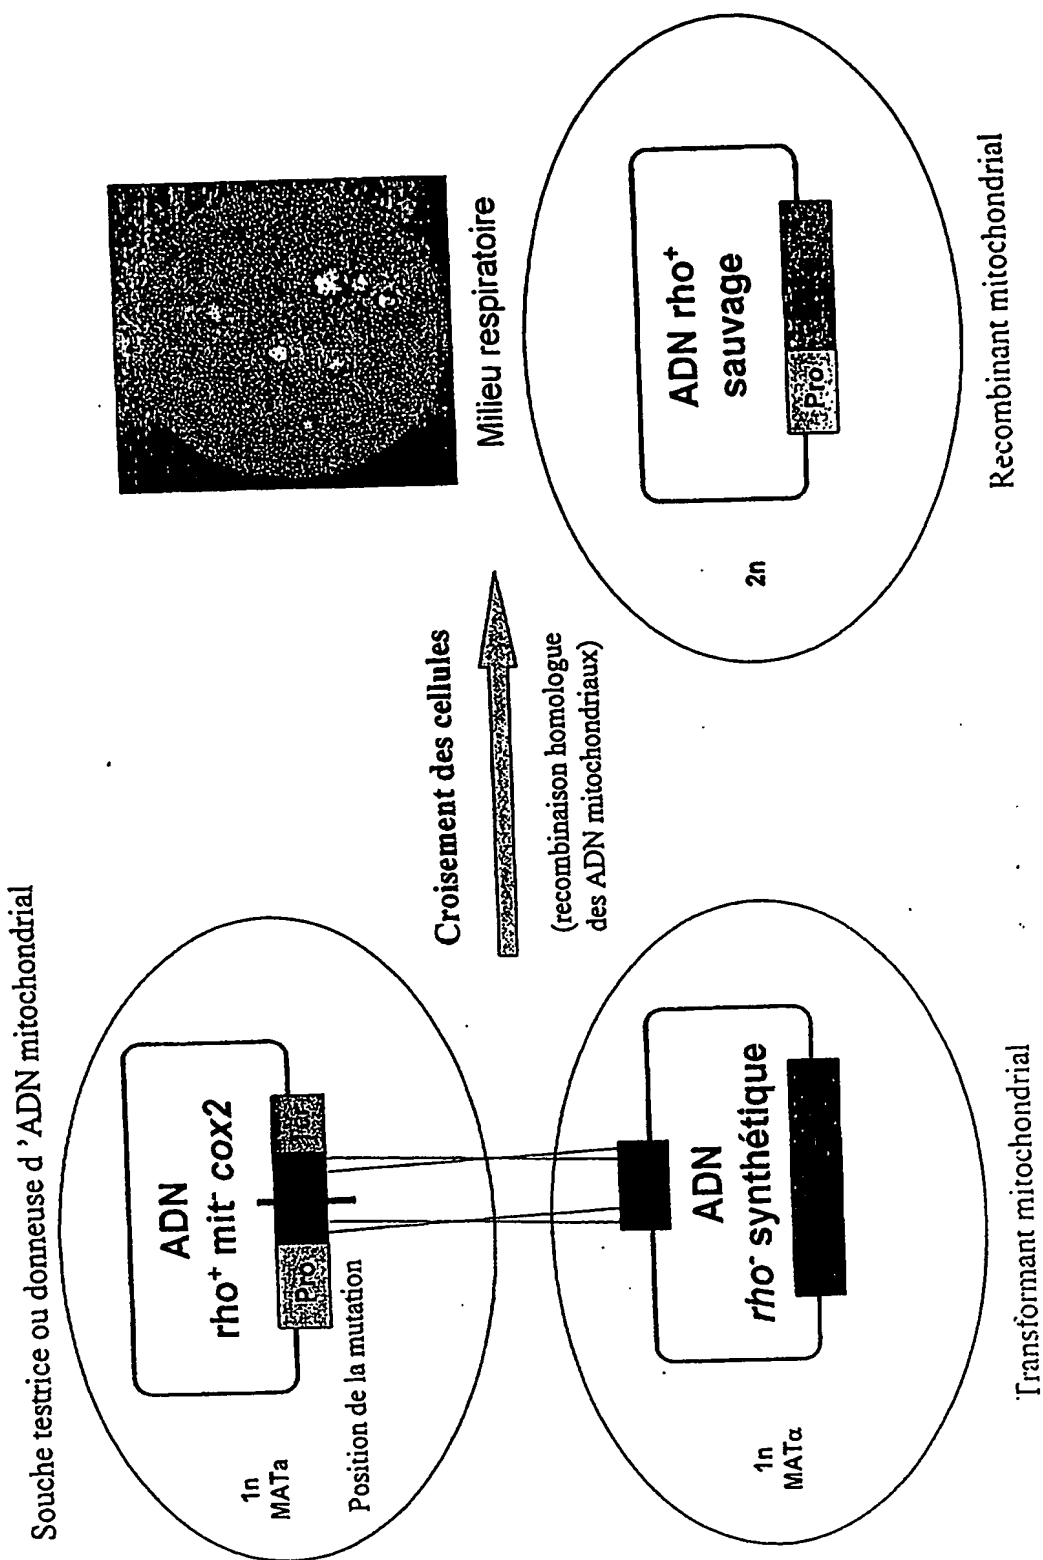 Souche testrice ou donneuse d 'ADN mitochondrial
ADN
rho⁺ mit⁻ cox2
Pro
1n
MATa
Position de la mutation
ADN
rho⁻ synthétique
1n
MATα
Transformant mitochondrial
Croisement des cellules
(recombinaison homologue
des ADN mitochondriaux)
Milieu respiratoire
ADN rho⁺
sauvage
Pro
2n
Recombinant mitochondrial